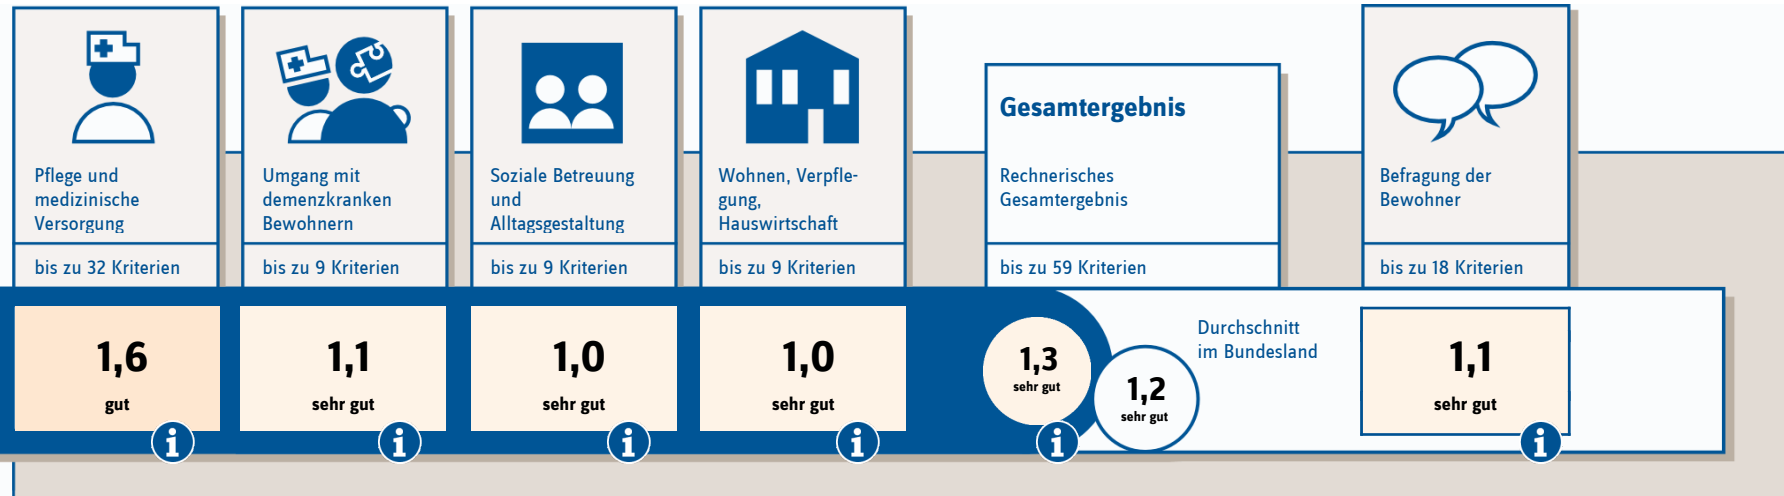 Pflege und
medizinische
Versorgung
bis zu 32 Kriterien
1,6
gut
i
Umgang mit
demenzkranken
Bewohnern
bis zu 9 Kriterien
1,1
sehr gut
i
Soziale Betreuung
und
Alltagsgestaltung
bis zu 9 Kriterien
1,0
sehr gut
i
Wohnen, Verpfle-
gung,
Hauswirtschaft
bis zu 9 Kriterien
1,0
sehr gut
i
Gesamtergebnis
Rechnerisches
Gesamtergebnis
bis zu 59 Kriterien
1,3
sehr gut
i
1,2
sehr gut
Durchschnitt
im Bundesland
Befragung der
Bewohner
bis zu 18 Kriterien
1,1
sehr gut
i